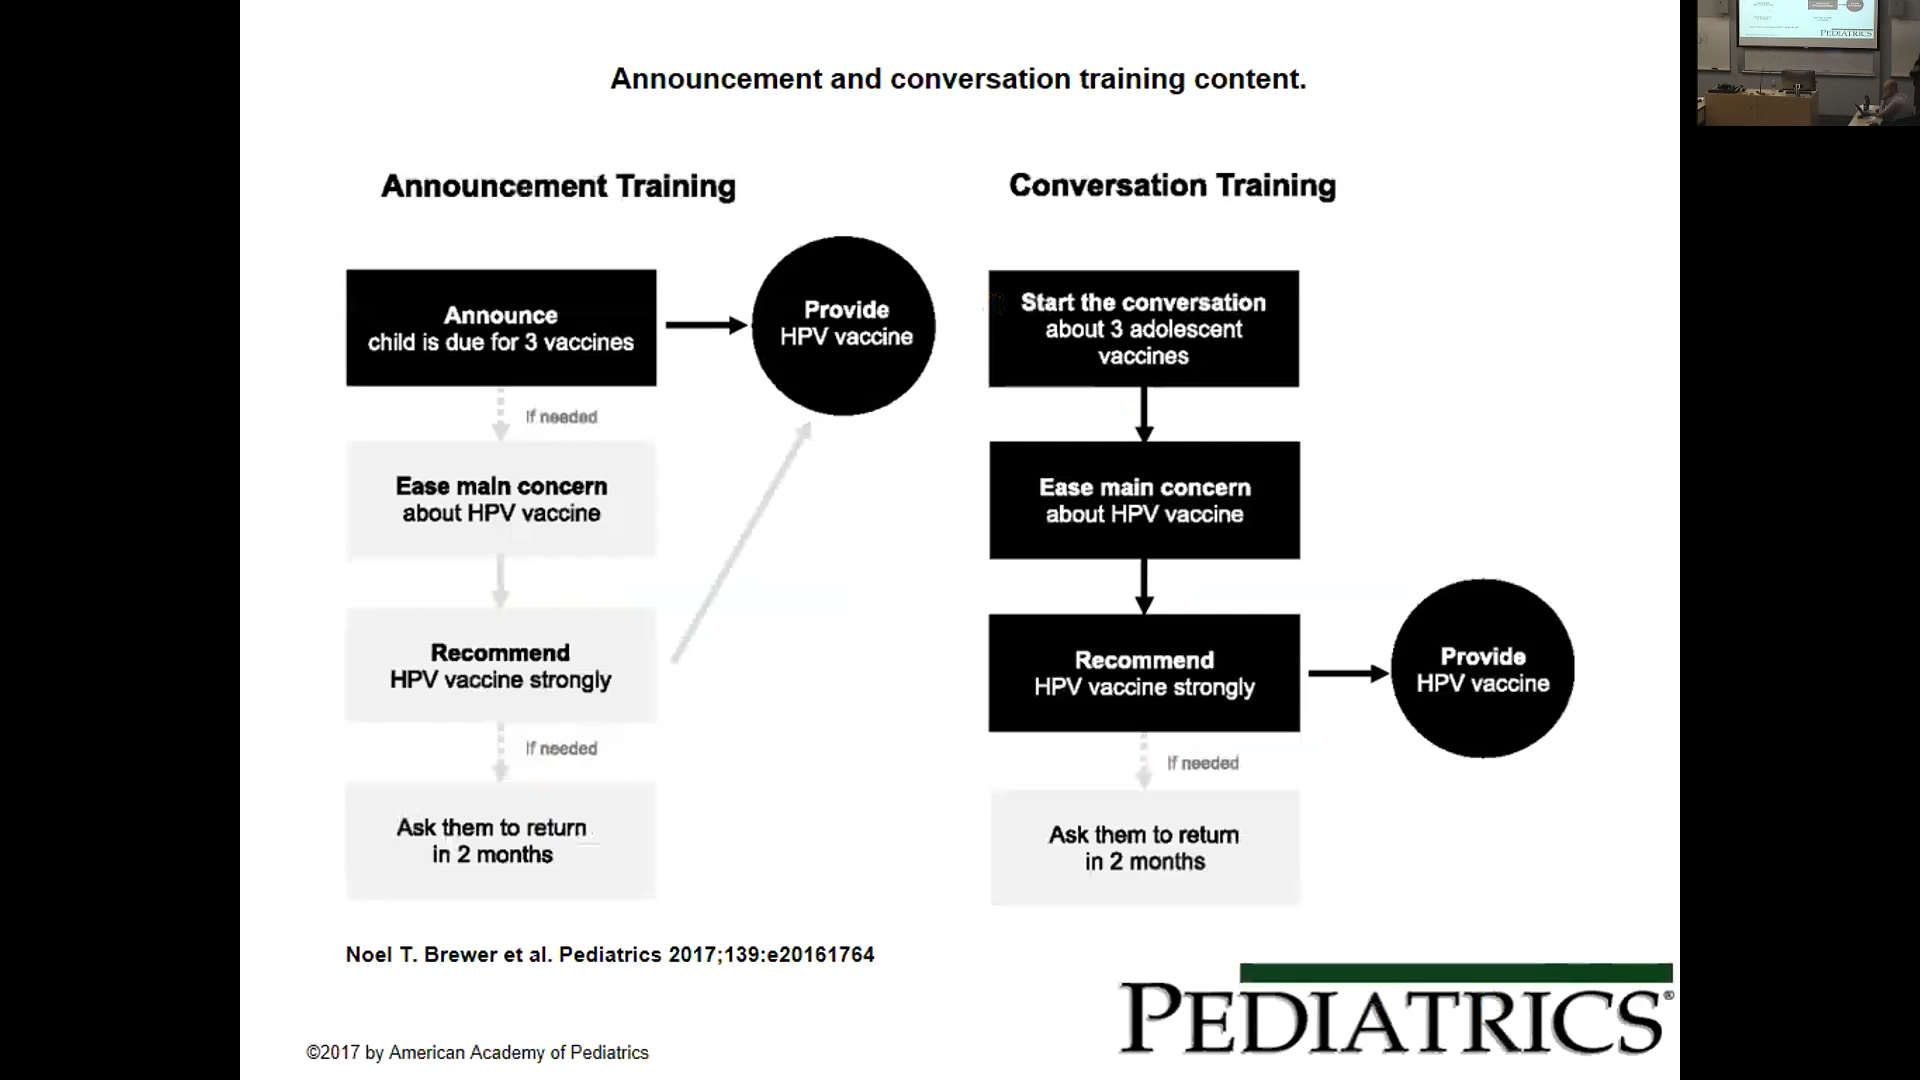 Announcement and conversation training content.
Announcement Training
Announce
child is due for 3 vaccines
Provide
HPV vaccine
If needed
Ease main concern
about HPV vaccine
Recommend
HPV vaccine strongly
If needed
Ask them to return
in 2 months
Conversation Training
Start the conversation
about 3 adolescent
vaccines
Ease main concern
about HPV vaccine
Recommend
HPV vaccine strongly
Provide
HPV vaccine
If needed
Ask them to return
in 2 months
Noel T. Brewer et al. Pediatrics 2017;139:e20161764
PEDIATRICS®
©2017 by American Academy of Pediatrics
PEDIATRICS